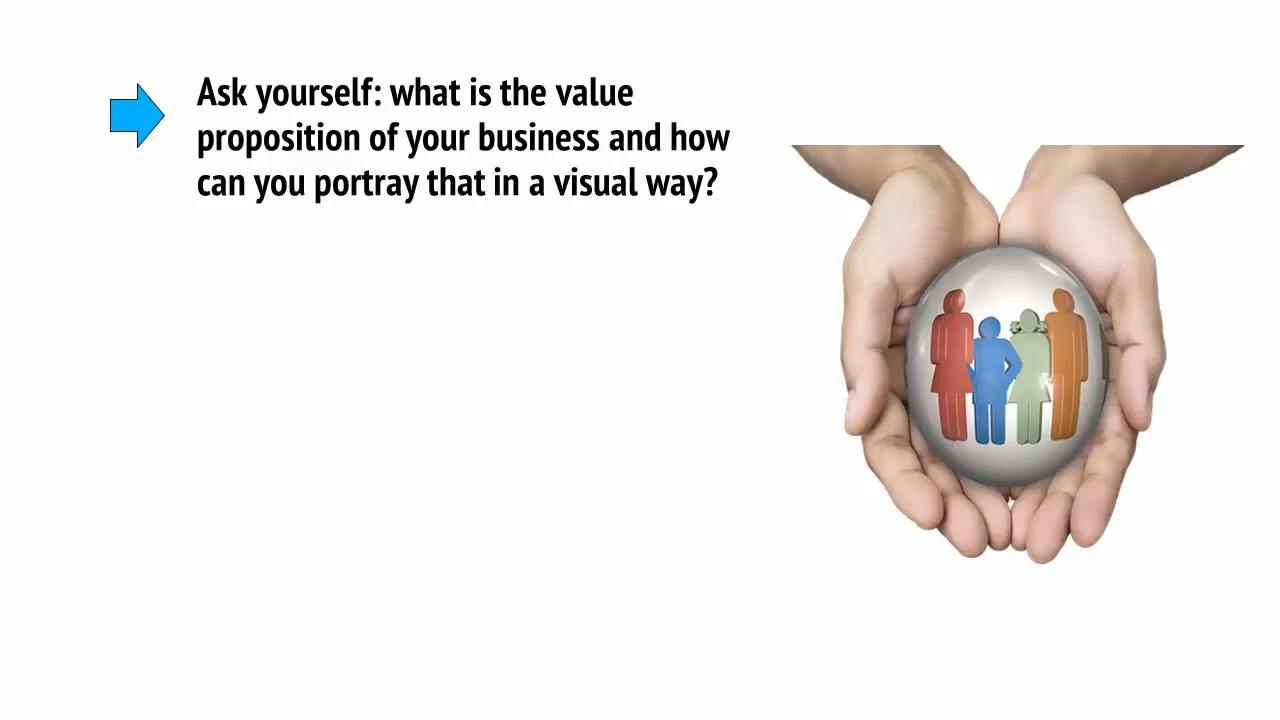 Ask yourself: what is the value
proposition of your business and how
can you portray that in a visual way?